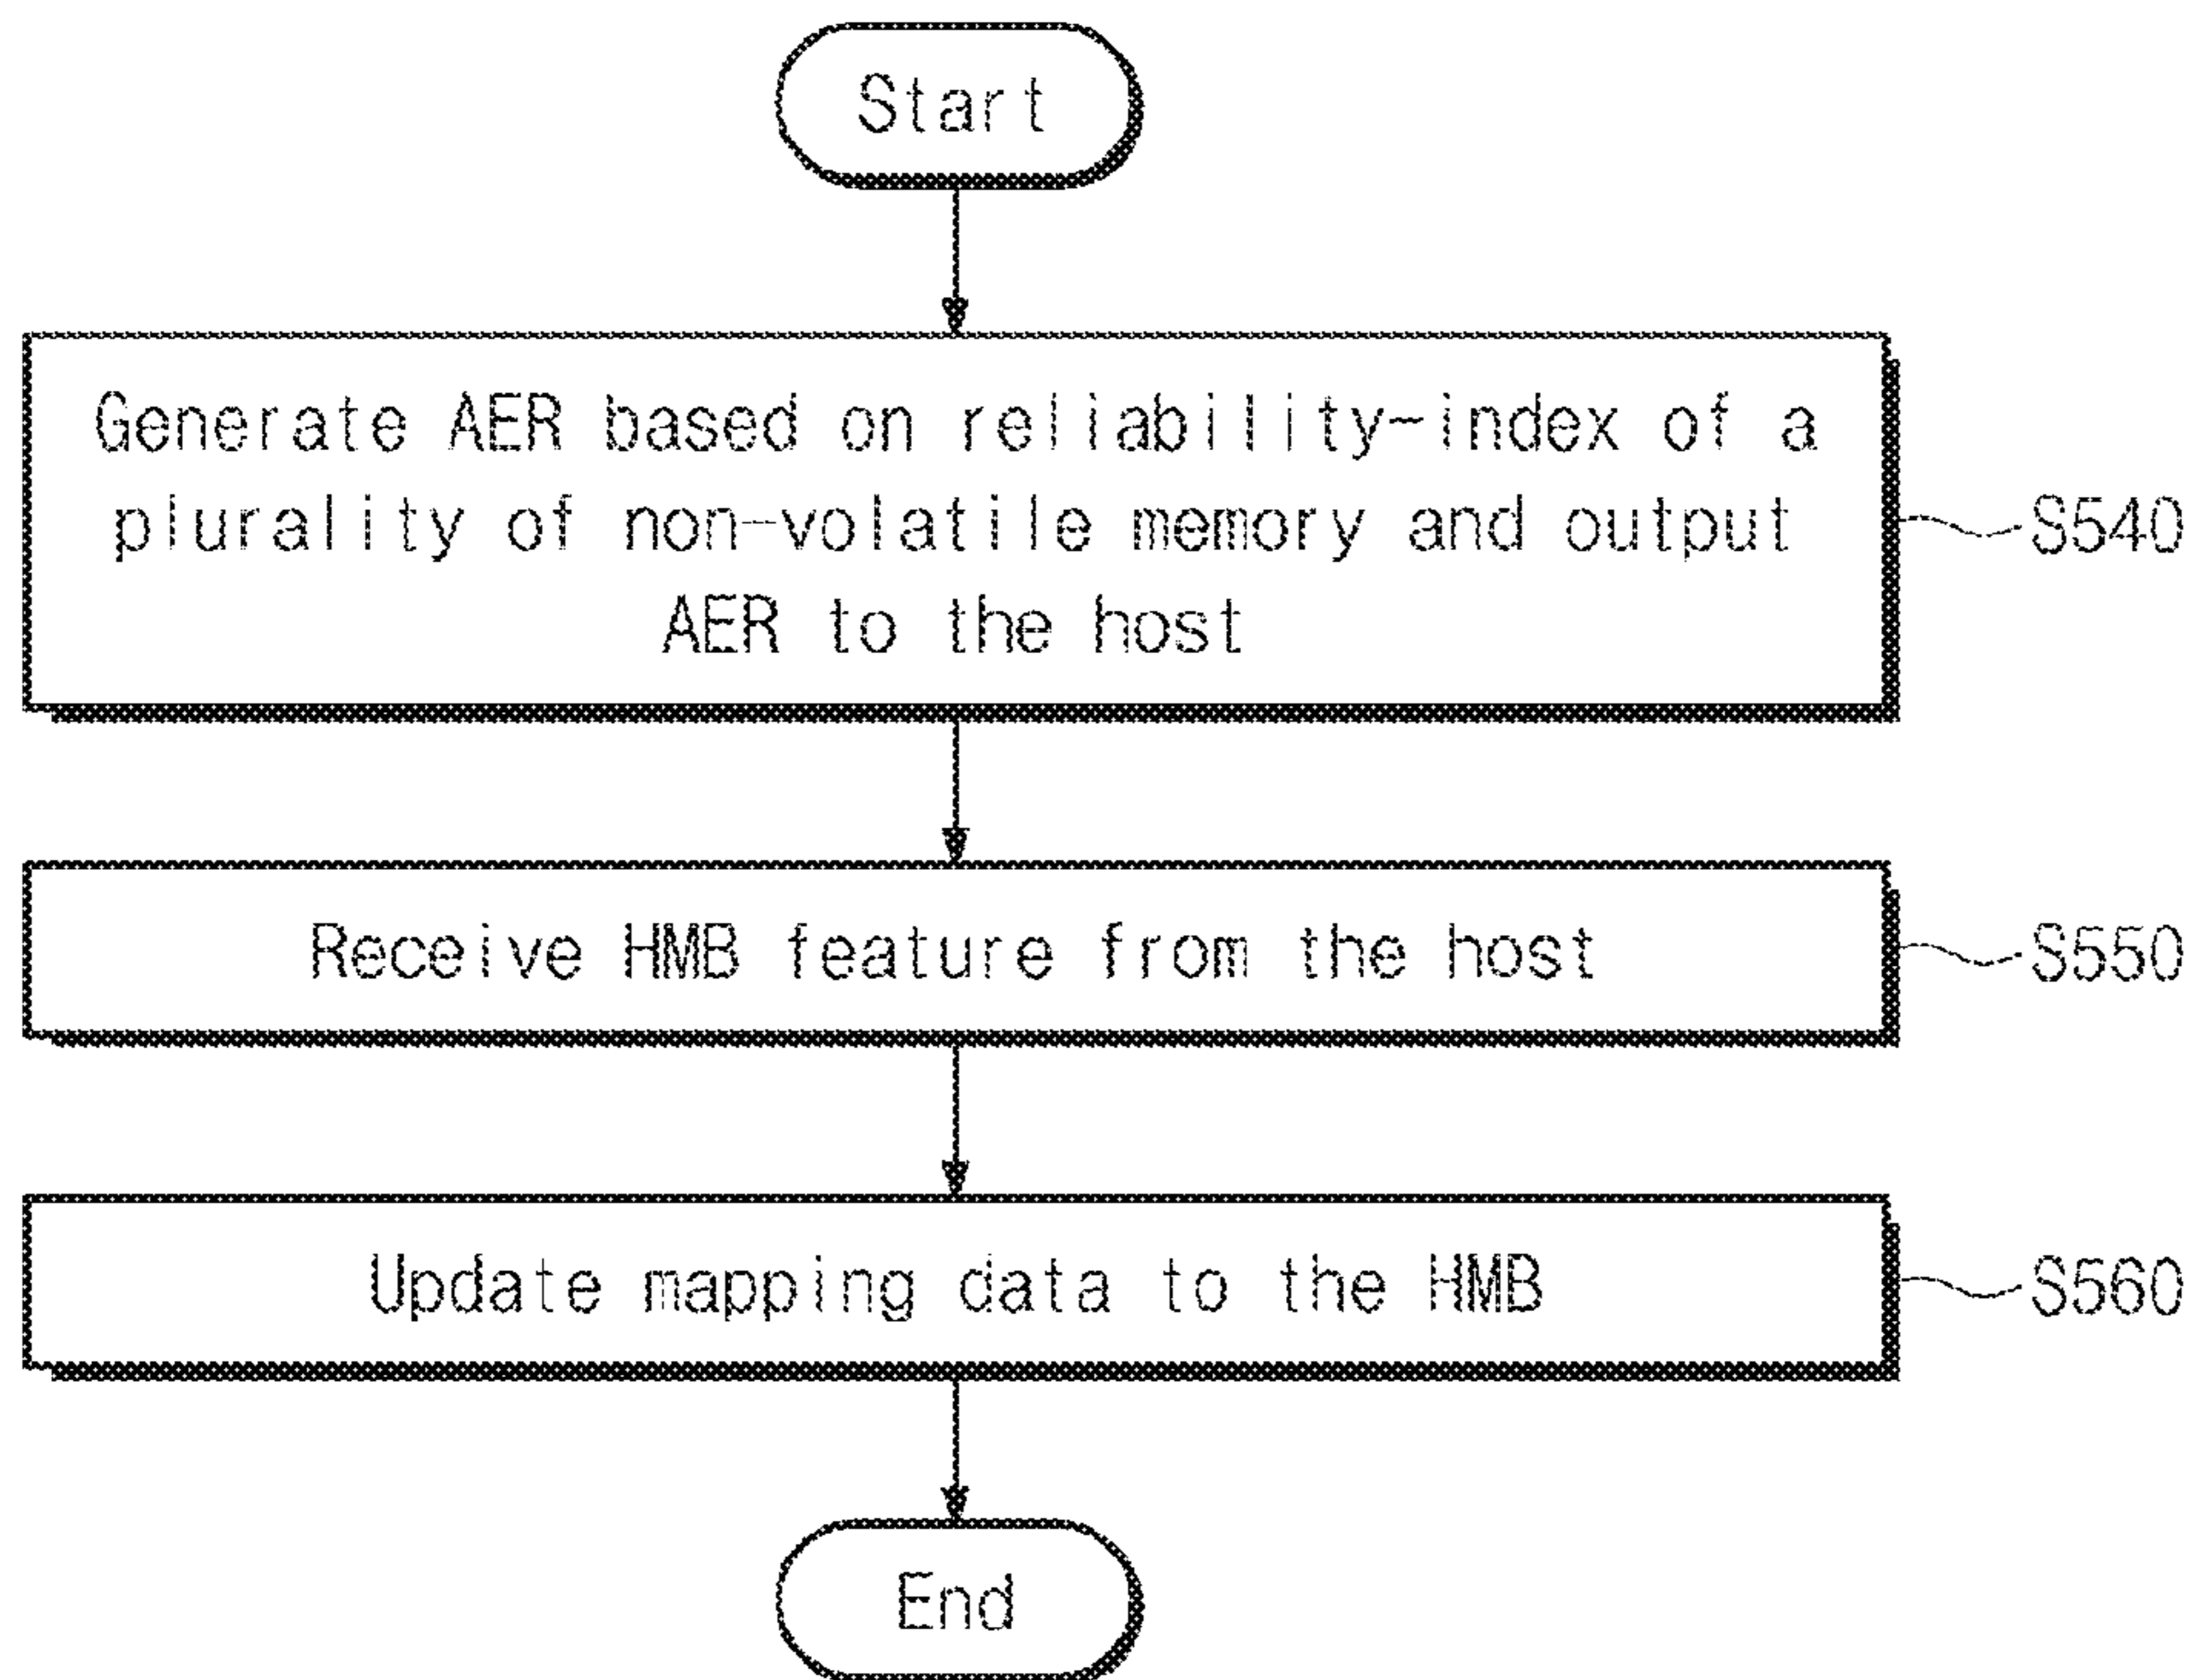 Start
Generate AER based on reliability-index of a
plurality of non-volatile memory and output
AER to the host
S540
Receive HMB feature from the host
S550
Update mapping data to the HMB
S560
End